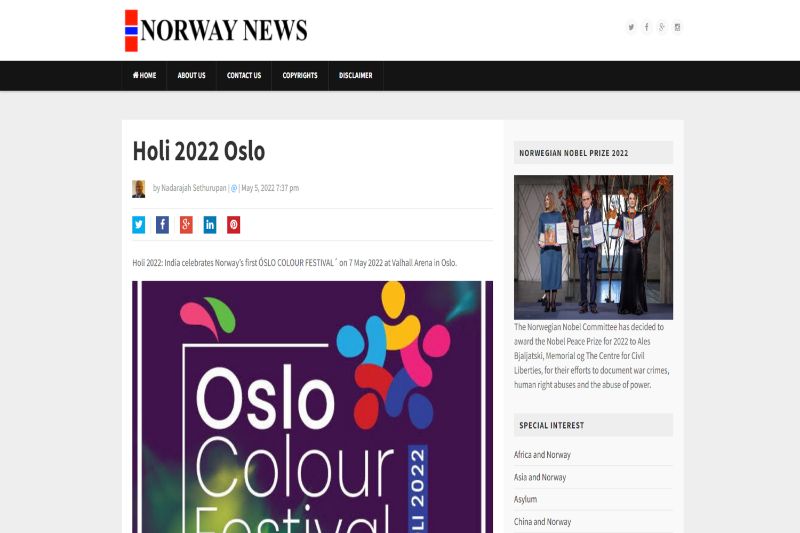 NORWAY NEWS
HOME
ABOUT US
CONTACT US
COPYRIGHTS
DISCLAIMER
Holi 2022 Oslo
by Nadarajah Sethurupan | @ | May 5, 2022 7:37 pm
Holi 2022: India celebrates Norway's first ÓSLO COLOUR FESTIVAL´ on 7 May 2022 at Valhall Arena in Oslo.
Oslo
Colour
Festival
LI 2022
NORWEGIAN NOBEL PRIZE 2022
The Norwegian Nobel Committee has decided to
award the Nobel Peace Prize for 2022 to Ales
Bjaljatski, Memorial og The Centre for Civil
Liberties, for their efforts to document war crimes,
human right abuses and the abuse of power.
SPECIAL INTEREST
Africa and Norway
Asia and Norway
Asylum
China and Norway